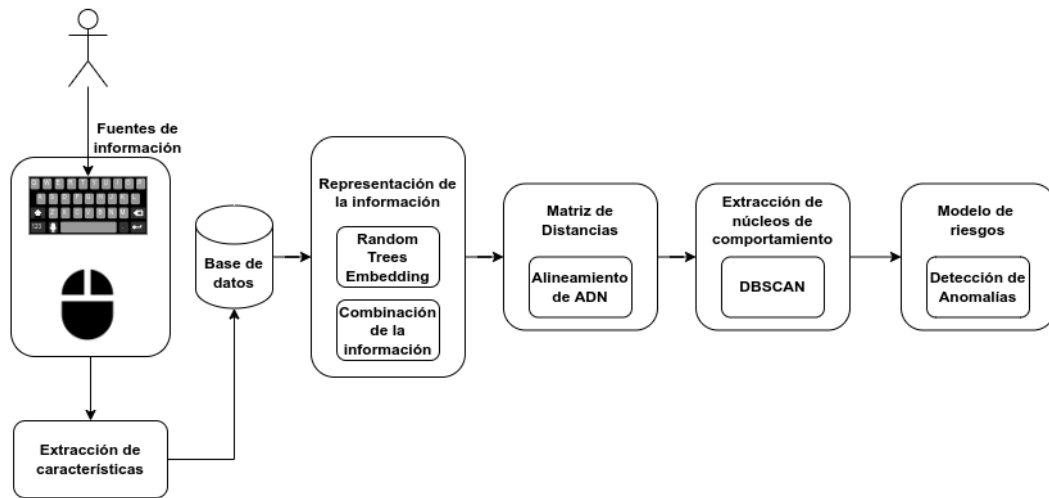 Fuentes de
información
Q W E R T Y U I O P
A S D F G H J K L
Z X C V B N M
123
Extracción de
características
Base de
datos
Representación de
la información
Random
Trees
Embedding
Combinación
de la
información
Matriz de
Distancias
Alineamiento
de ADN
Extracción de
núcleos de
comportamiento
DBSCAN
Modelo de
riesgos
Detección de
Anomalías